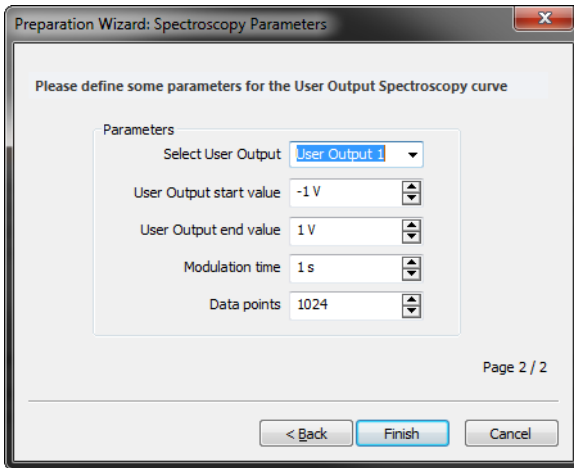 Preparation Wizard: Spectroscopy Parameters
Please define some parameters for the User Output Spectroscopy curve
Parameters
Select User Output User Output 1
User Output start value -1 V
User Output end value 1 V
Modulation time 1 s
Data points 1024
Page 2 / 2
< Back Finish Cancel